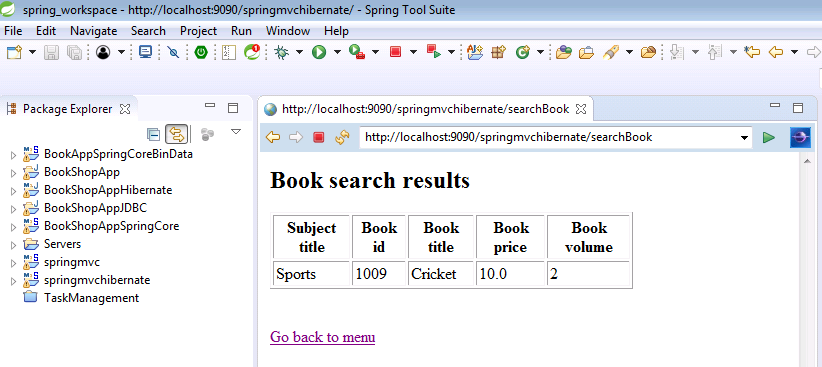 spring_workspace - http://localhost:9090/springmvchibernate/ - Spring Tool Suite
File Edit Navigate Search Project Run Window Help
Package Explorer
BookAppSpringCoreBinData
BookShopApp
BookShopAppHibernate
BookShopAppJDBC
BookShopAppSpringCore
Servers
springmvc
springmvchibernate
TaskManagement
http://localhost:9090/springmvchibernate/searchBook
http://localhost:9090/springmvchibernate/searchBook
Book search results
Subject title Book id Book title Book price Book volume
Sports 1009 Cricket 10.0 2
Go back to menu